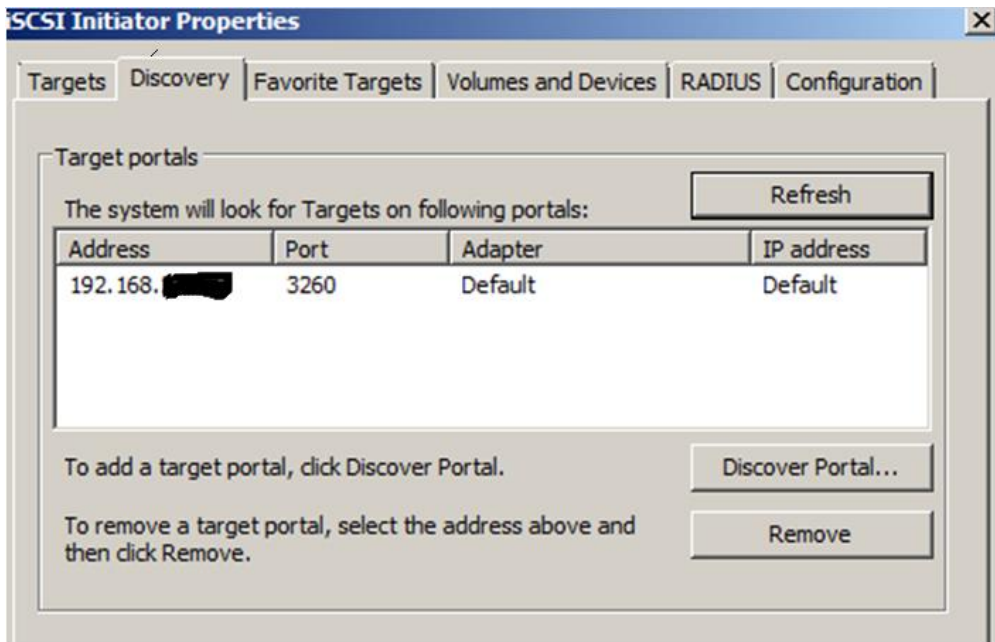 iSCSI Initiator Properties
Targets Discovery Favorite Targets Volumes and Devices RADIUS Configuration
Target portals
Refresh
The system will look for Targets on following portals:
Address Port Adapter IP address
192.168. 3260 Default Default
To add a target portal, click Discover Portal.
Discover Portal...
To remove a target portal, select the address above and
then click Remove.
Remove